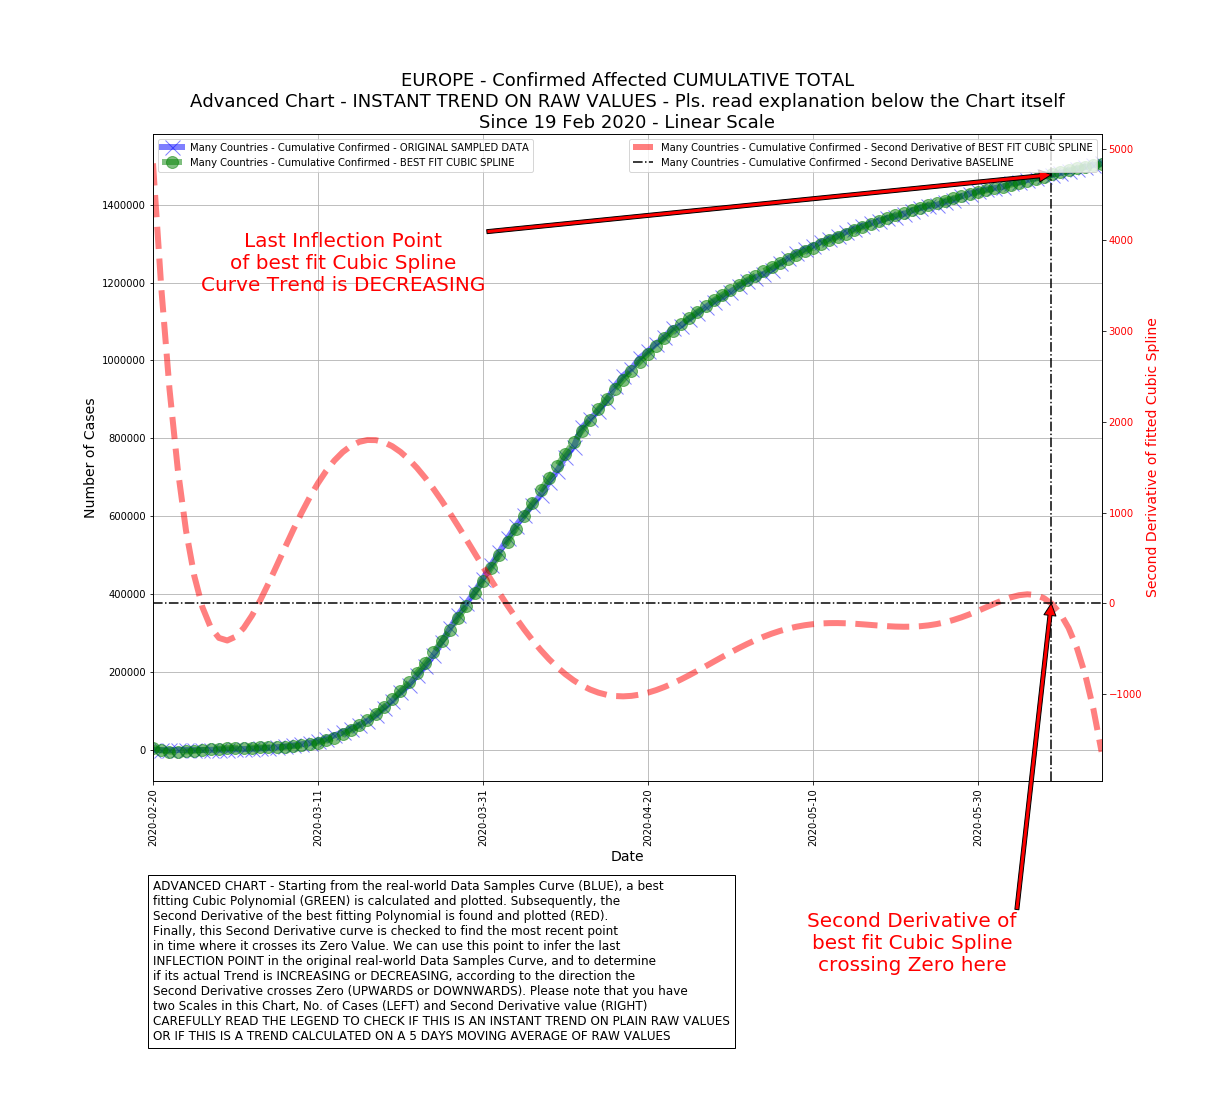 EUROPE - Confirmed Affected CUMULATIVE TOTAL
Advanced Chart - INSTANT TREND ON RAW VALUES - Pls. read explanation below the Chart itself
Since 19 Feb 2020 - Linear Scale
Many Countries - Cumulative Confirmed - ORIGINAL SAMPLED DATA
Many Countries - Cumulative Confirmed - BEST FIT CUBIC SPLINE
Many Countries - Cumulative Confirmed - Second Derivative of BEST FIT CUBIC SPLINE
Many Countries - Cumulative Confirmed - Second Derivative BASELINE
Last Inflection Point
of best fit Cubic Spline
Curve Trend is DECREASING
Number of Cases
1400000
1200000
1000000
800000
600000
400000
200000
0
5000
4000
3000
2000
1000
0
−1000
Second Derivative of fitted Cubic Spline
2020-02-20
2020-03-11
2020-03-31
2020-04-20
2020-05-10
2020-05-30
Date
ADVANCED CHART - Starting from the real-world Data Samples Curve (BLUE), a best
fitting Cubic Polynomial (GREEN) is calculated and plotted. Subsequently, the
Second Derivative of the best fitting Polynomial is found and plotted (RED).
Finally, this Second Derivative curve is checked to find the most recent point
in time where it crosses its Zero Value. We can use this point to infer the last
INFLECTION POINT in the original real-world Data Samples Curve, and to determine
if its actual Trend is INCREASING or DECREASING, according to the direction the
Second Derivative crosses Zero (UPWARDS or DOWNWARDS). Please note that you have
two Scales in this Chart, No. of Cases (LEFT) and Second Derivative value (RIGHT)
CAREFULLY READ THE LEGEND TO CHECK IF THIS IS AN INSTANT TREND ON PLAIN RAW VALUES
OR IF THIS IS A TREND CALCULATED ON A 5 DAYS MOVING AVERAGE OF RAW VALUES
Second Derivative of
best fit Cubic Spline
crossing Zero here